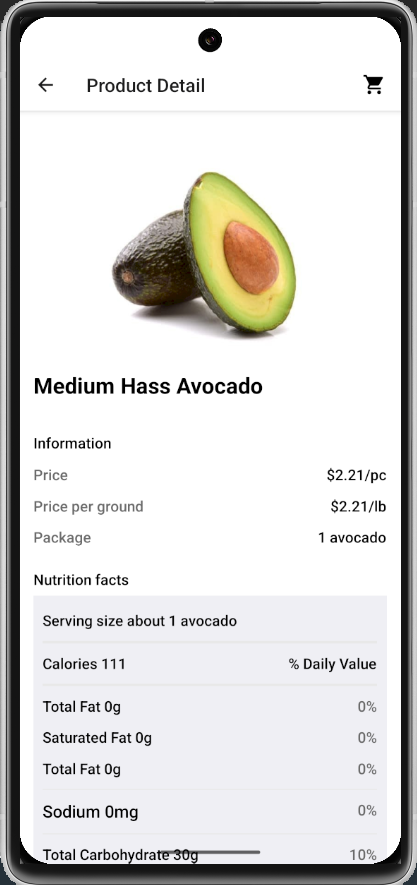 Product Detail
Medium Hass Avocado
Information
Price $2.21/pc
Price per ground $2.21/lb
Package 1 avocado
Nutrition facts
Serving size about 1 avocado
Calories 111 % Daily Value
Total Fat 0g 0%
Saturated Fat 0g 0%
Total Fat 0g 0%
Sodium 0mg 0%
Total Carbohydrate 30g 10%